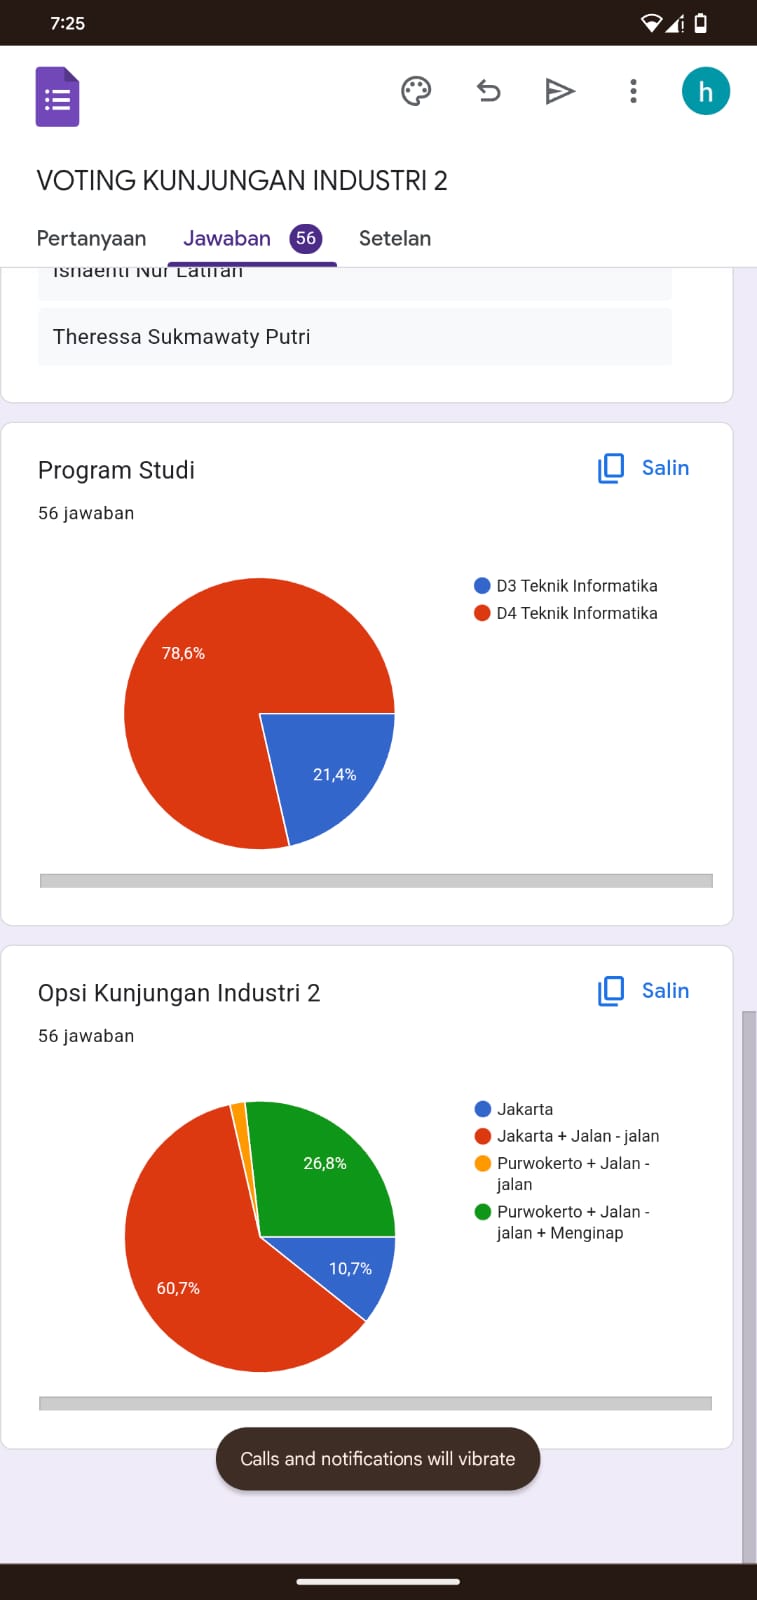 7:25
h
VOTING KUNJUNGAN INDUSTRI 2
Pertanyaan
Jawaban 56
Setelan
Isnaenti Nur Latifah
Theressa Sukmawaty Putri
Program Studi
Salin
56 jawaban
D3 Teknik Informatika
D4 Teknik Informatika
78,6%
21,4%
Opsi Kunjungan Industri 2
Salin
56 jawaban
Jakarta
Jakarta + Jalan - jalan
Purwokerto + Jalan -
jalan
Purwokerto + Jalan -
jalan + Menginap
26,8%
10,7%
60,7%
Calls and notifications will vibrate